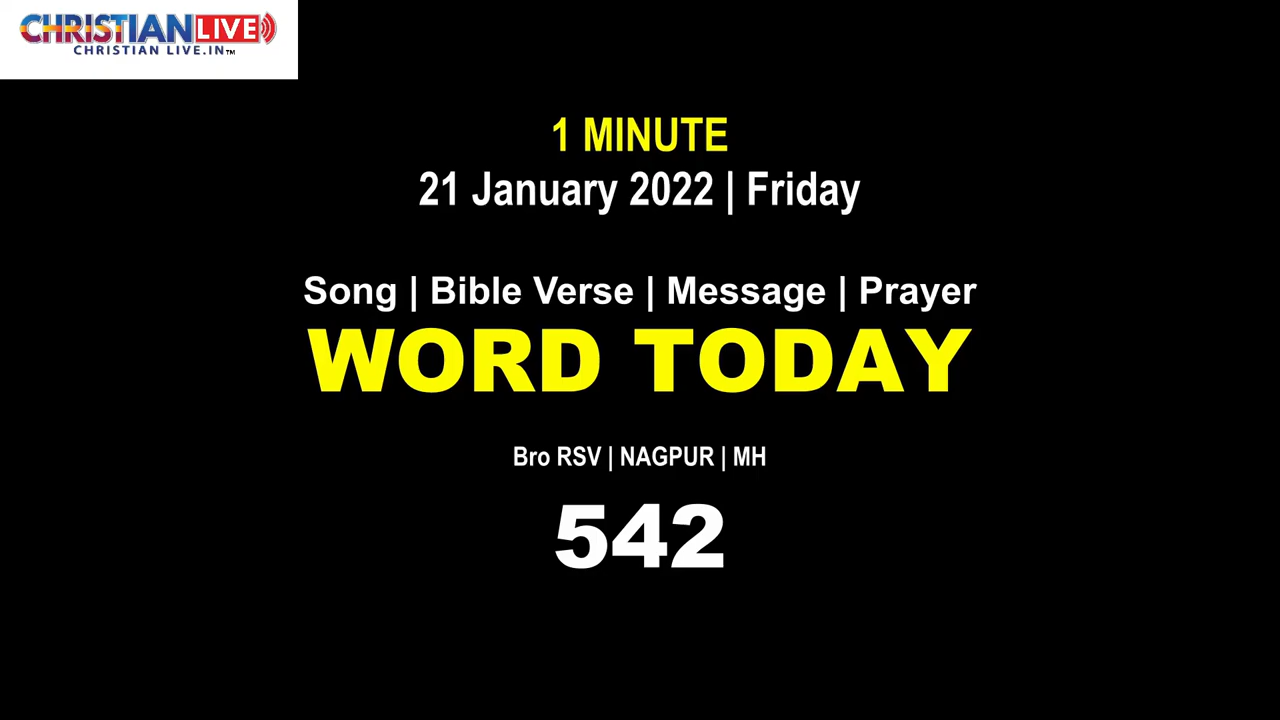 CHRISTIANLIVE
CHRISTIAN LIVE.IN™
1 MINUTE
21 January 2022 | Friday
Song | Bible Verse | Message | Prayer
WORD TODAY
Bro RSV | NAGPUR | MH
542